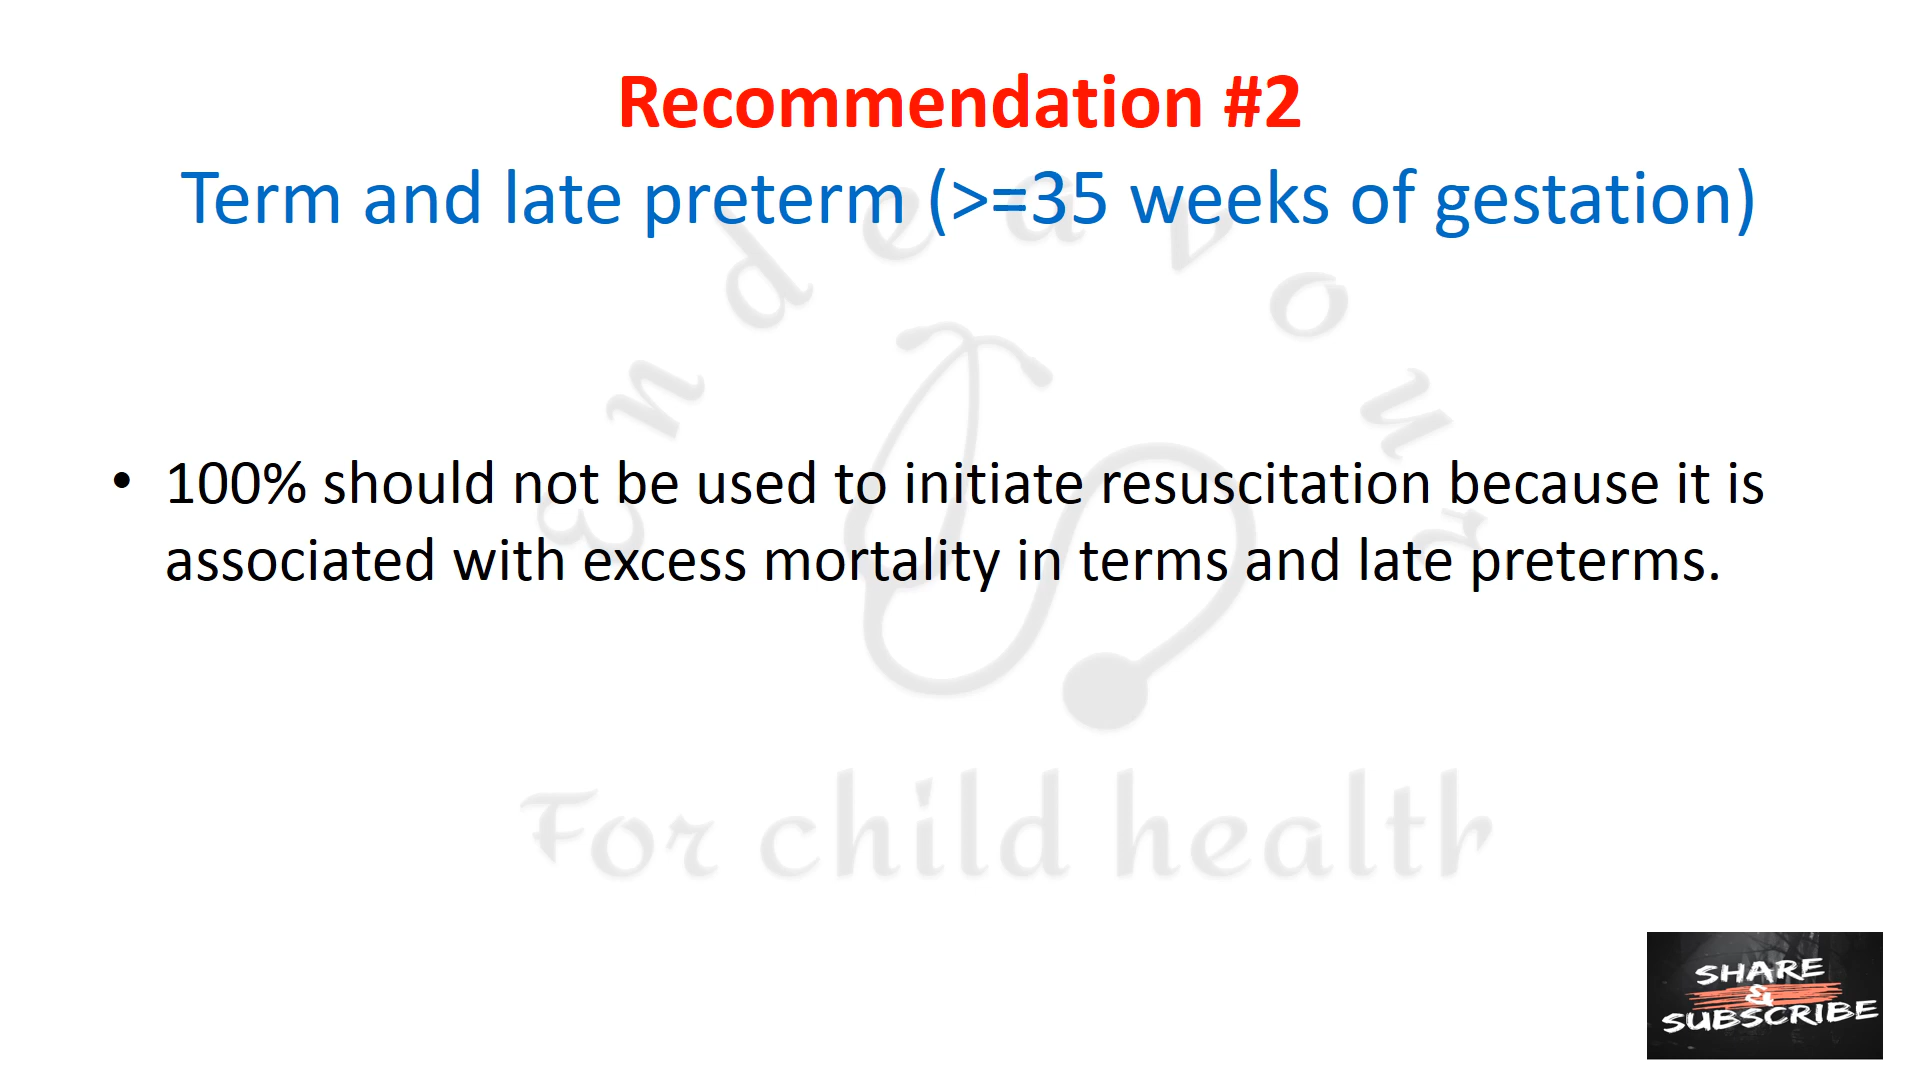 Recommendation #2
Term and late preterm (>=35 weeks of gestation)
• 100% should not be used to initiate resuscitation because it is
associated with excess mortality in terms and late preterms.
Endeavour
For child health
SHARE
&
SUBSCRIBE